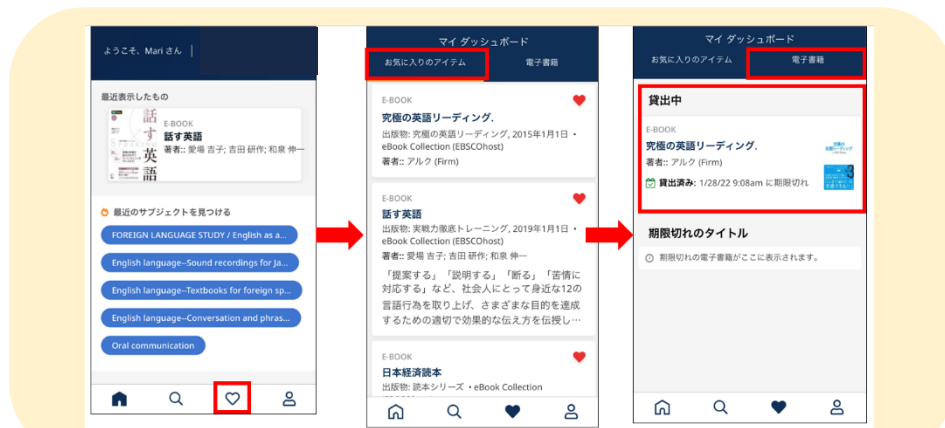 ようこそ、Mari さん
最近表示したもの
話す英語
E-BOOK
話す英語
著者:: 愛場 吉子; 吉田 研作; 和泉 伸一
最近のサブジェクトを見つける
FOREIGN LANGUAGE STUDY / English as a...
English language--Sound recordings for Ja...
English language--Textbooks for foreign sp...
English language--Conversation and phras...
Oral communication
マイ ダッシュボード
お気に入りのアイテム 電子書籍
E-BOOK
究極の英語リーディング.
出版物: 究極の英語リーディング, 2015年1月1日 •
eBook Collection (EBSCOhost)
著者:: アルク (Firm)
E-BOOK
話す英語
出版物: 実戦力徹底トレーニング, 2019年1月1日 •
eBook Collection (EBSCOhost)
著者:: 愛場 吉子; 吉田 研作; 和泉 伸一
「提案する」「説明する」「断る」「苦情に
対応する」など、社会人にとって身近な12の
言語行為を取り上げ、さまざまな目的を達成
するための適切で効果的な伝え方を伝授し…
E-BOOK
日本経済読本
出版物: 読本シリーズ • eBook Collection
マイ ダッシュボード
お気に入りのアイテム 電子書籍
貸出中
E-BOOK
究極の英語リーディング.
著者:: アルク (Firm)
貸出済み: 1/28/22 9:08am に期限切れ
期限切れのタイトル
期限切れの電子書籍がここに表示されます。